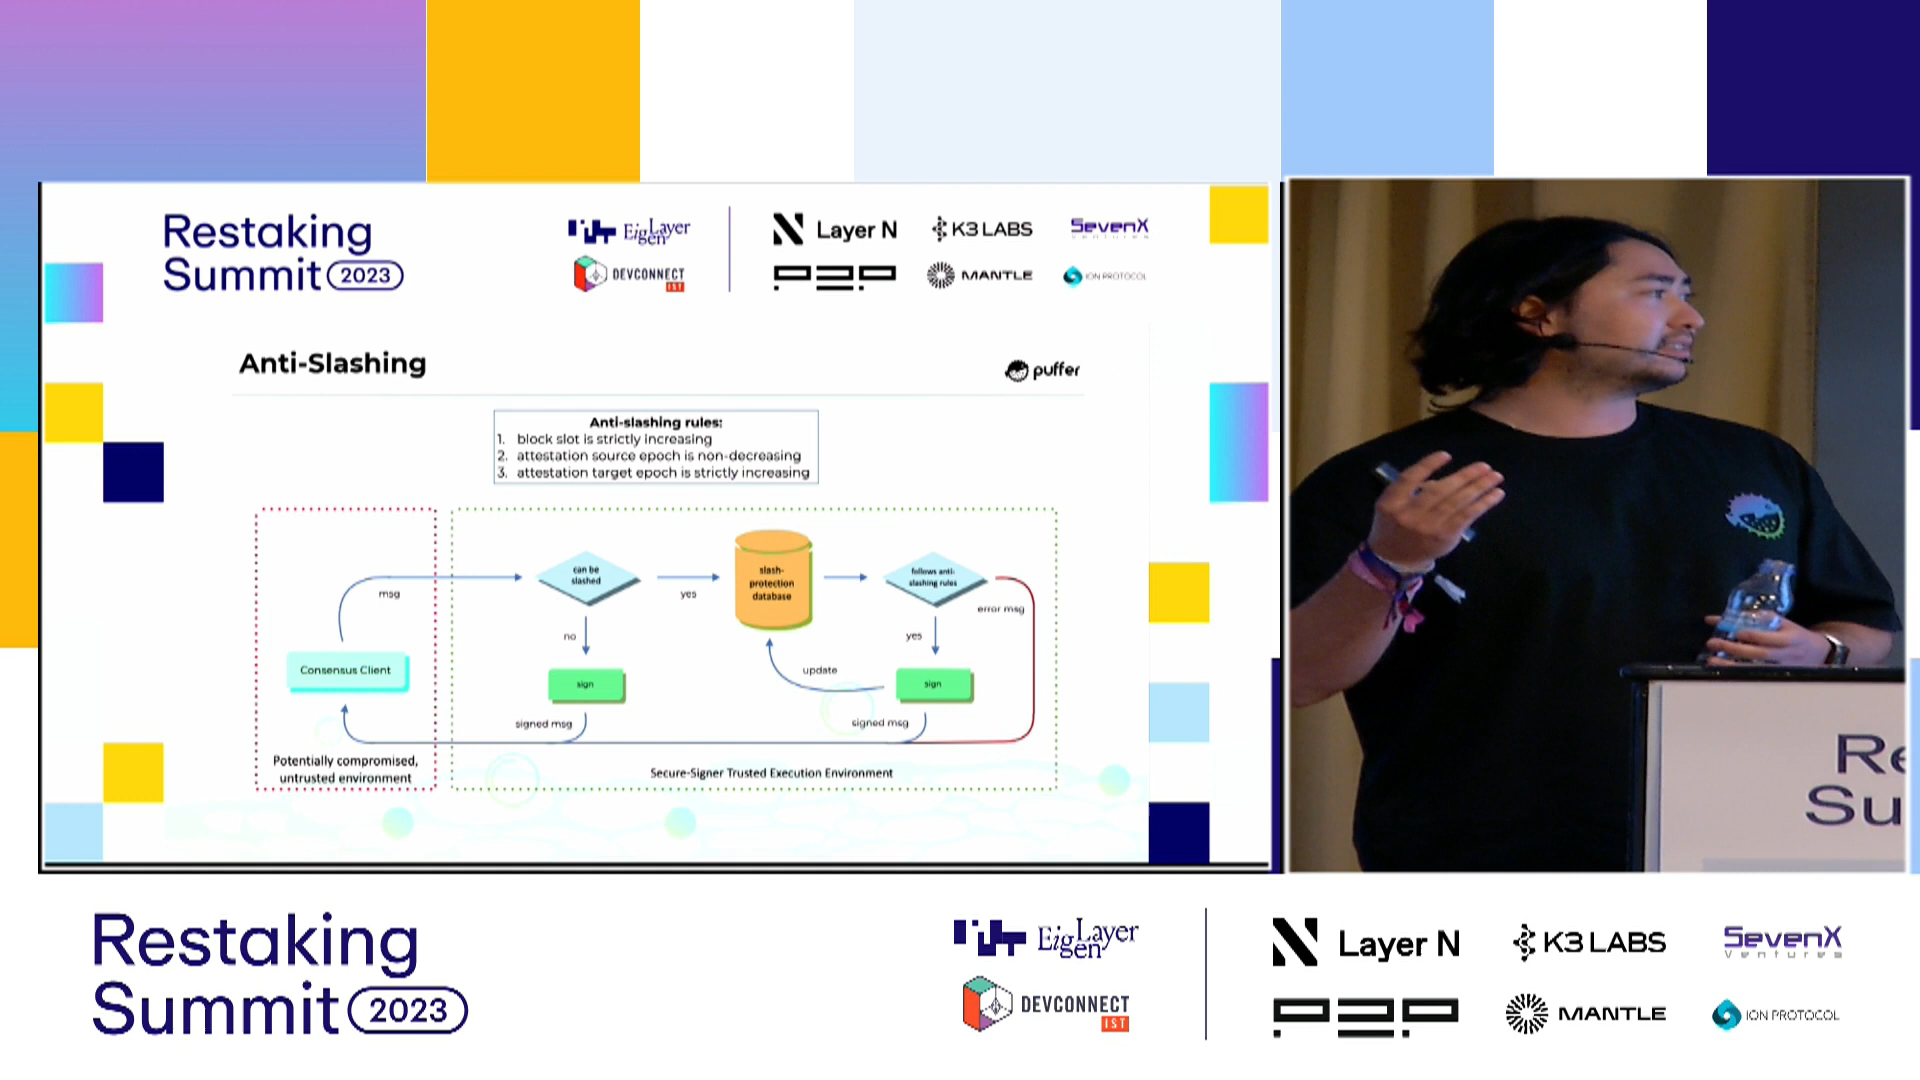 Restaking
Summit 2023
EigenLayer
DEVCONNECT
IST
Layer N
K3 LABS
SevenX
Ventures
P2P
MANTLE
ION PROTOCOL
Anti-Slashing
puffer
Anti-slashing rules:
1. block slot is strictly increasing
2. attestation source epoch is non-decreasing
3. attestation target epoch is strictly increasing
msg
can be
slashed
yes
slash-
protection
database
follows anti-
slashing rules
error msg
no
yes
Consensus Client
sign
update
sign
signed msg
signed msg
Potentially compromised,
untrusted environment
Secure-Signer Trusted Execution Environment
Re
Su
Restaking
Summit 2023
EigenLayer
DEVCONNECT
IST
Layer N
K3 LABS
SevenX
Ventures
P2P
MANTLE
ION PROTOCOL